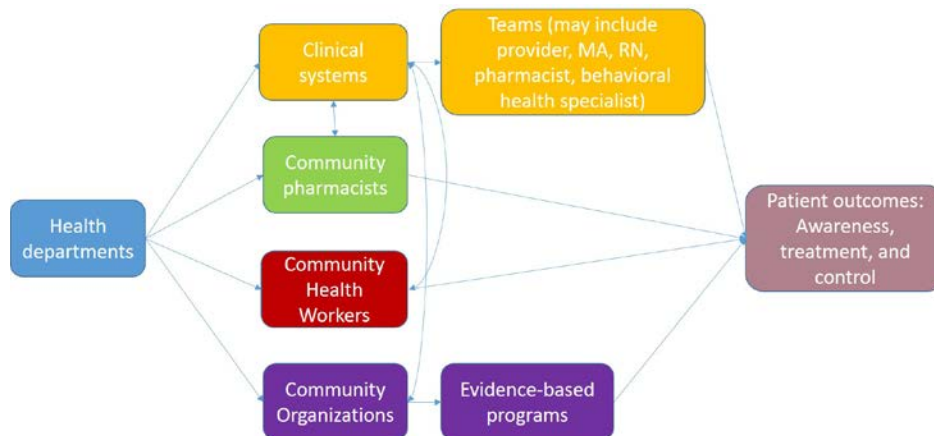 Clinical
systems
Teams (may include
provider, MA, RN,
pharmacist, behavioral
health specialist)
Community
pharmacists
Health
departments
Patient outcomes:
Awareness,
treatment, and
control
Community
Health
Workers
Community
Organizations
Evidence-based
programs